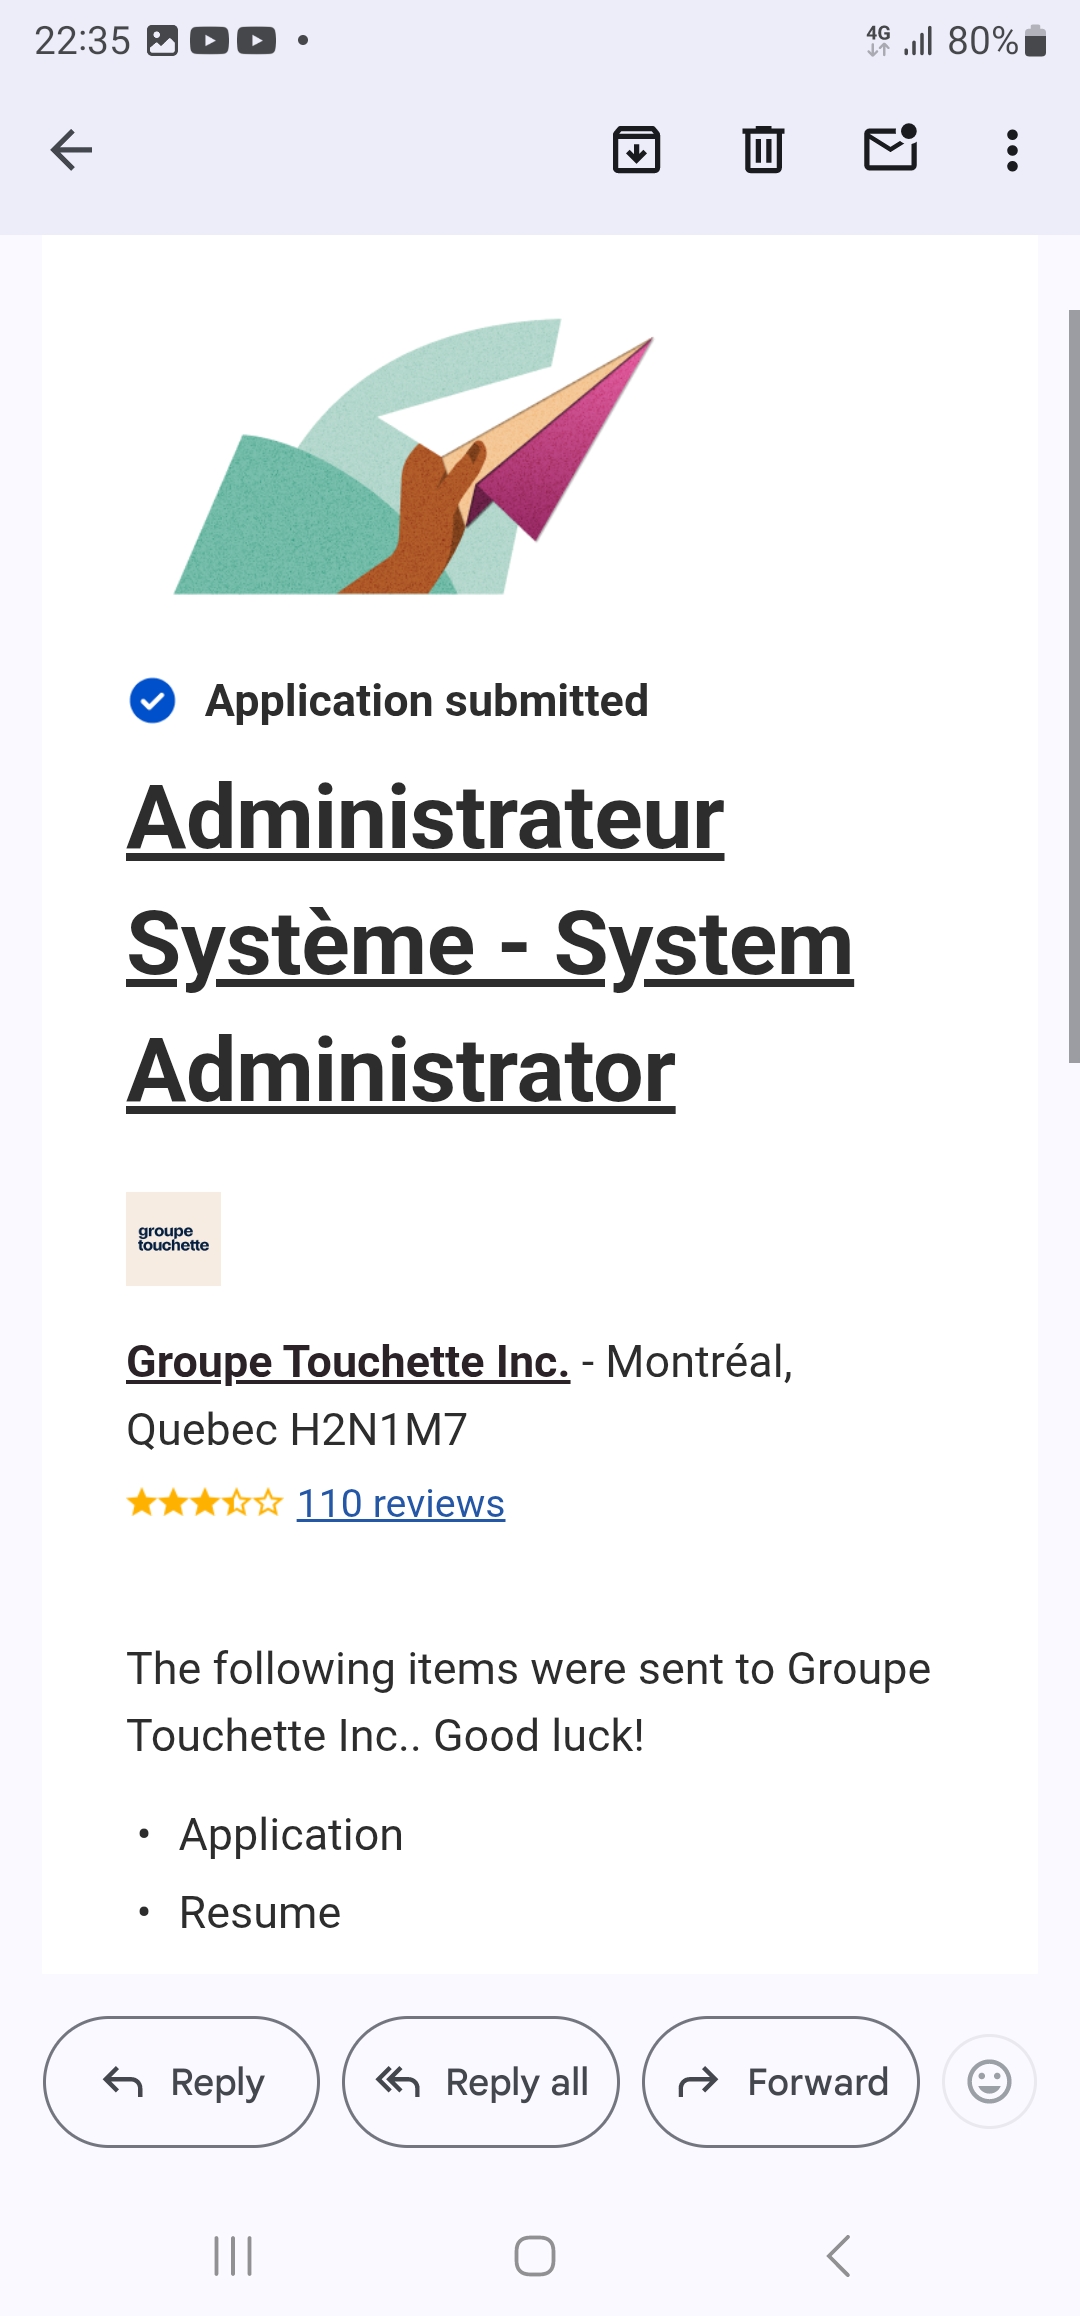 22:35
4G
80%
Application submitted
Administrateur
Système - System
Administrator
groupe
touchette
Groupe Touchette Inc. - Montréal,
Quebec H2N1M7
110 reviews
The following items were sent to Groupe
Touchette Inc.. Good luck!
• Application
• Resume
Reply
Reply all
Forward